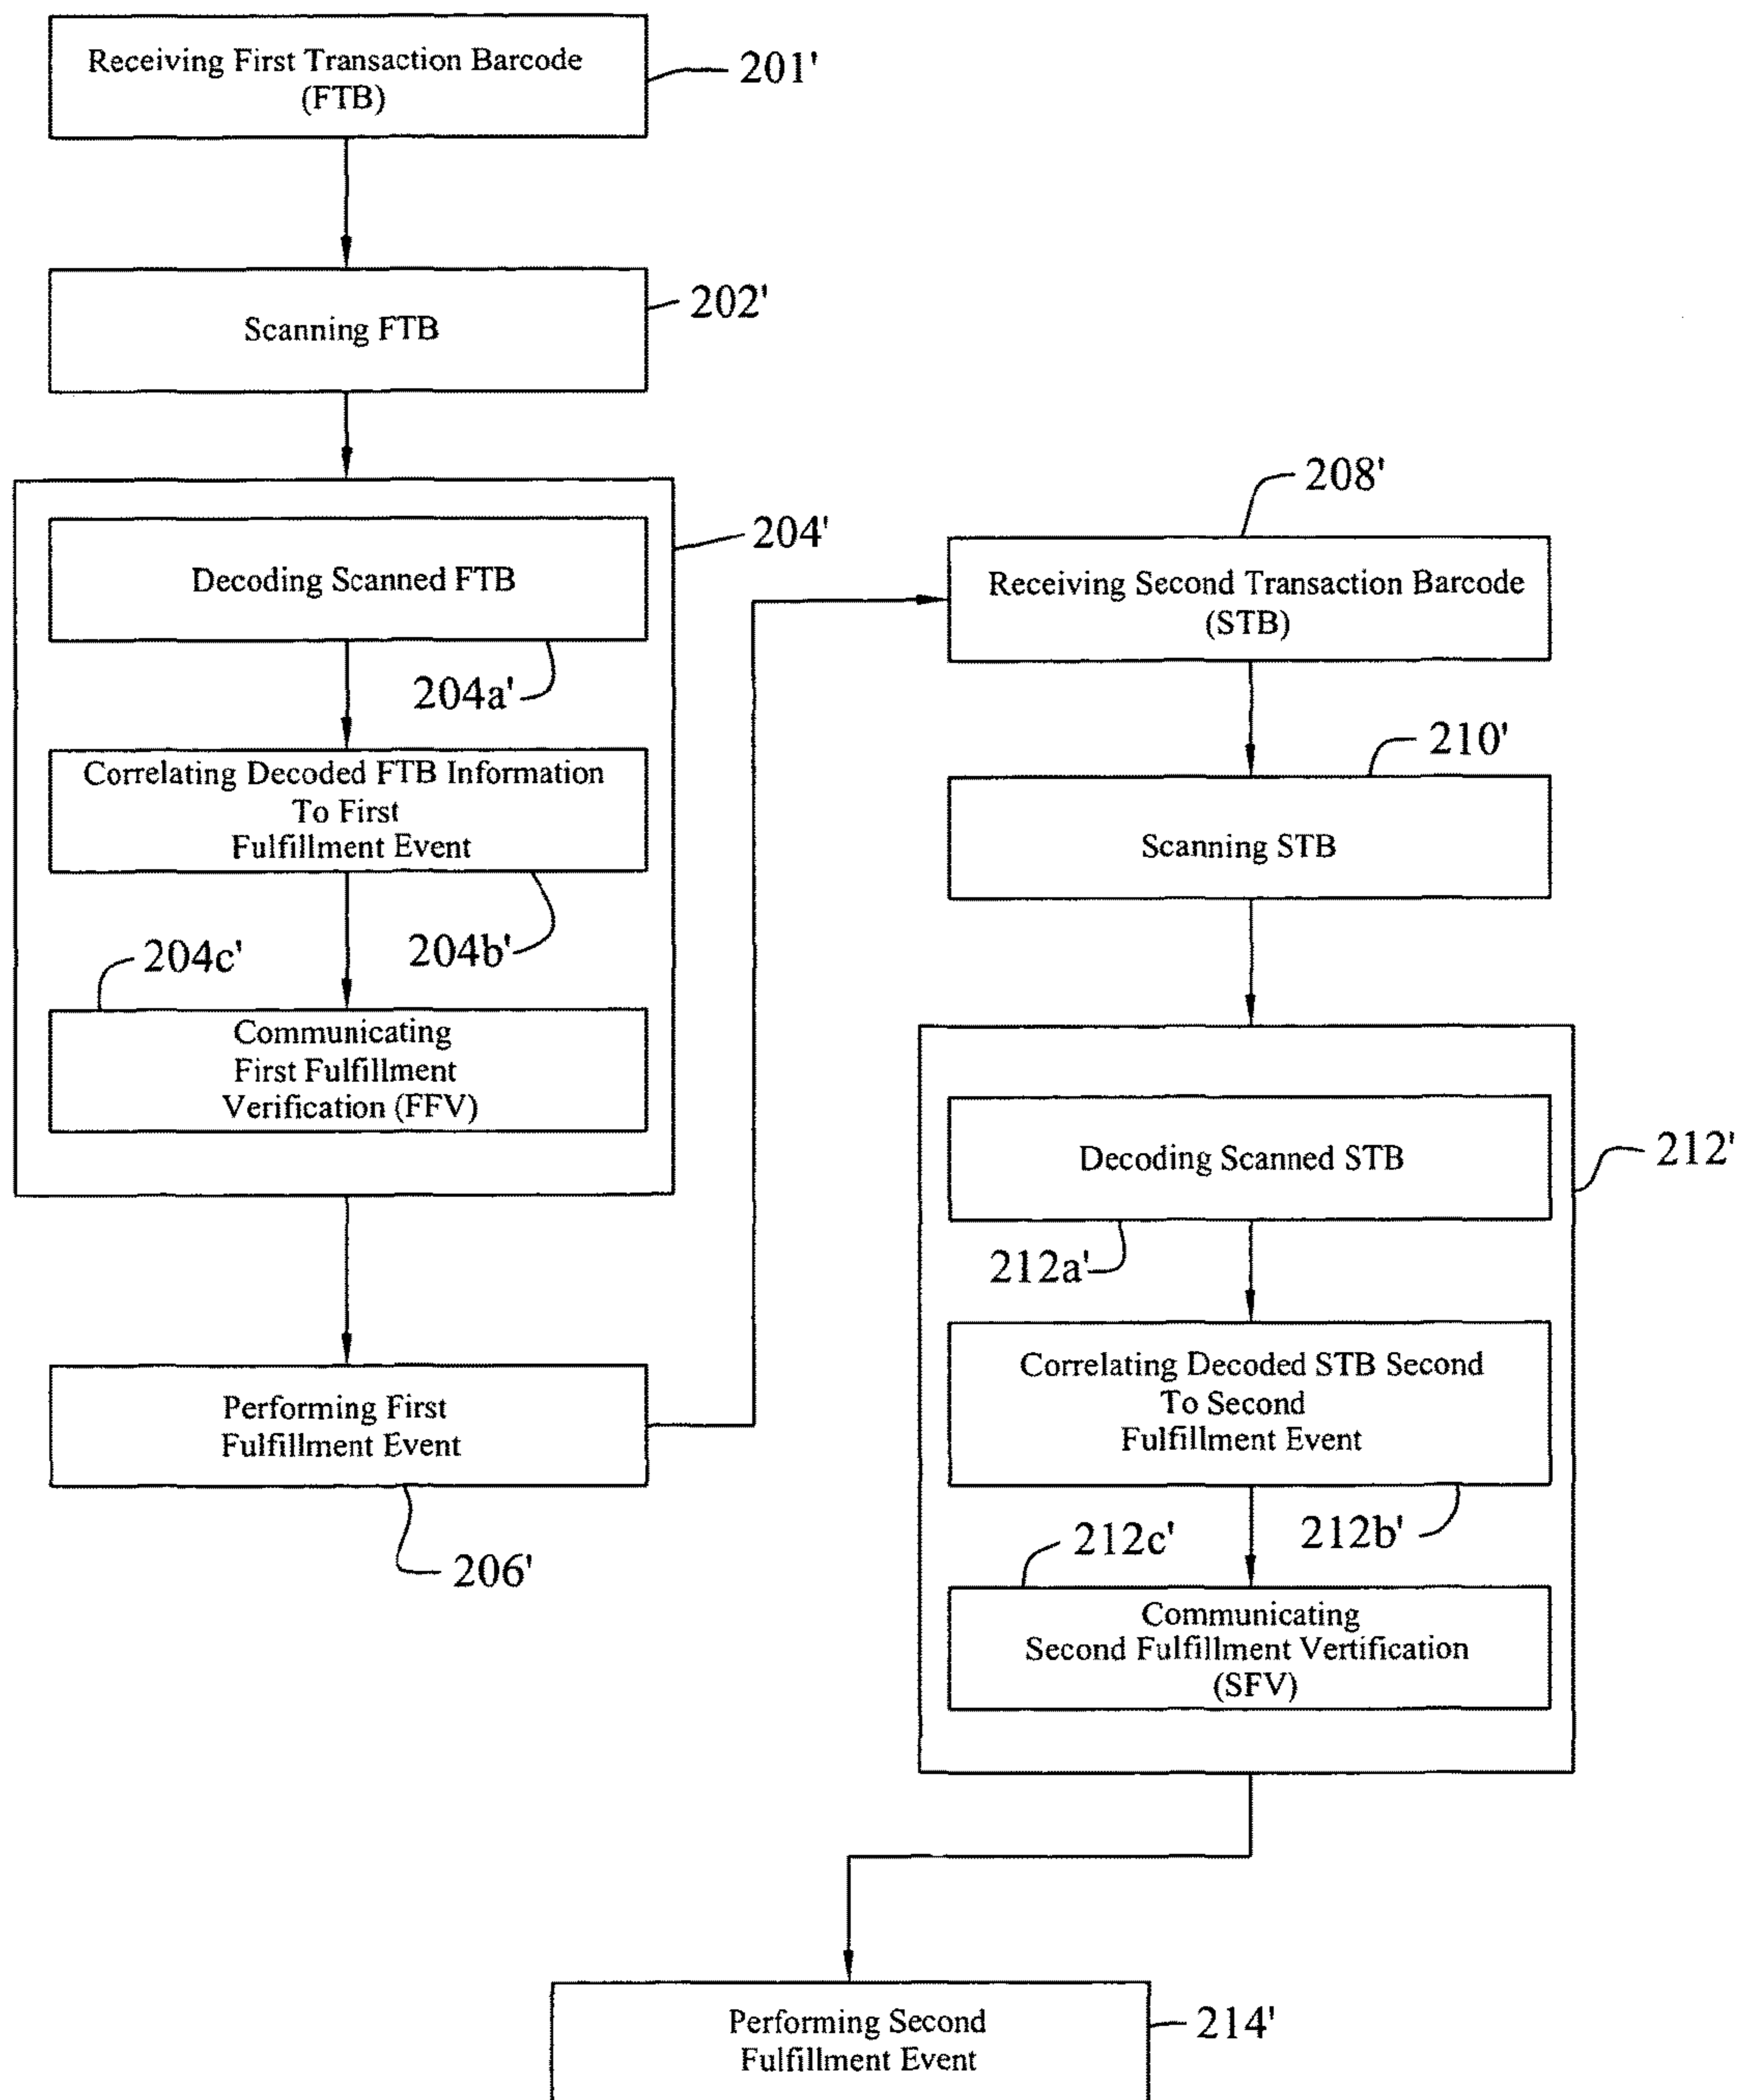 Receiving First Transaction Barcode
(FTB)
201'
Scanning FTB
202'
204'
Decoding Scanned FTB
204a'
Correlating Decoded FTB Information
To First
Fulfillment Event
204b'
204c'
Communicating
First Fulfillment
Verification (FFV)
Performing First
Fulfillment Event
206'
208'
Receiving Second Transaction Barcode
(STB)
210'
Scanning STB
212'
Decoding Scanned STB
212a'
Correlating Decoded STB Second
To Second
Fulfillment Event
212b'
212c'
Communicating
Second Fulfillment Vertification
(SFV)
Performing Second
Fulfillment Event
214'